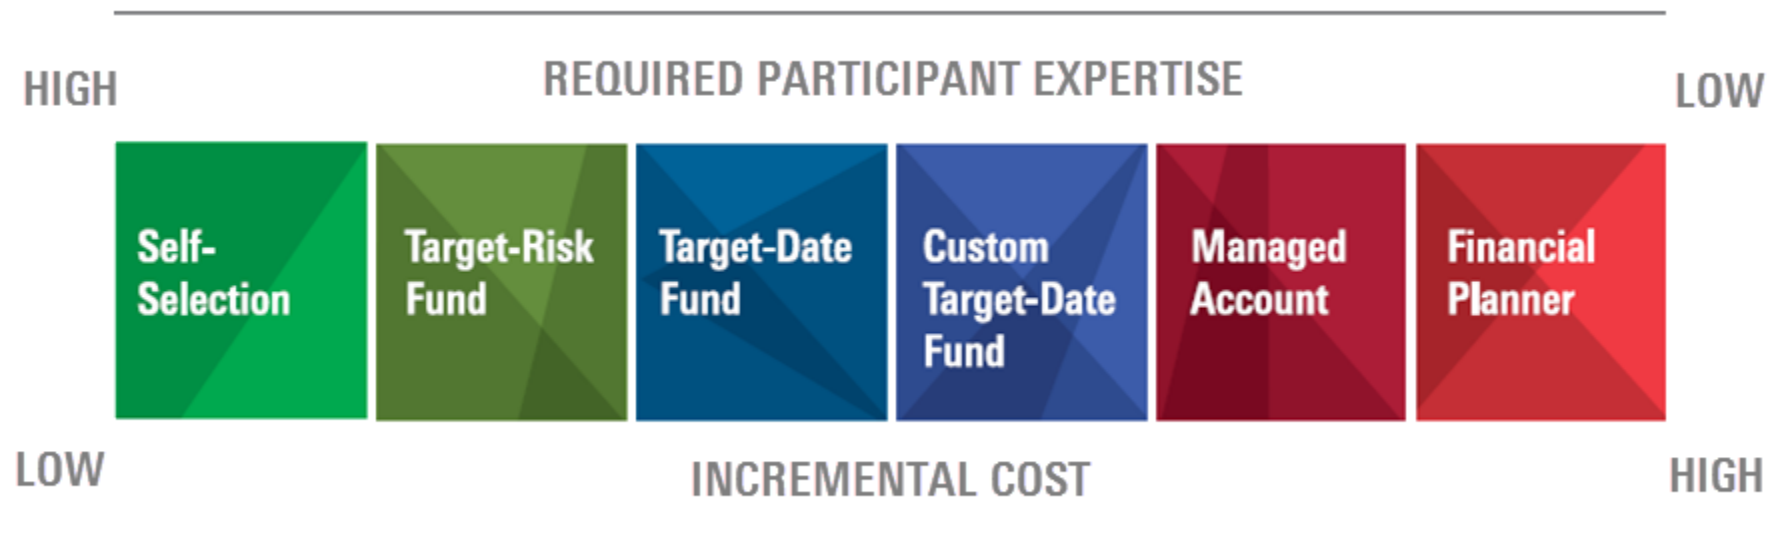 REQUIRED PARTICIPANT EXPERTISE
HIGH
LOW
Self-
Selection
Target-Risk
Fund
Target-Date
Fund
Custom
Target-Date
Fund
Managed
Account
Financial
Planner
LOW
INCREMENTAL COST
HIGH